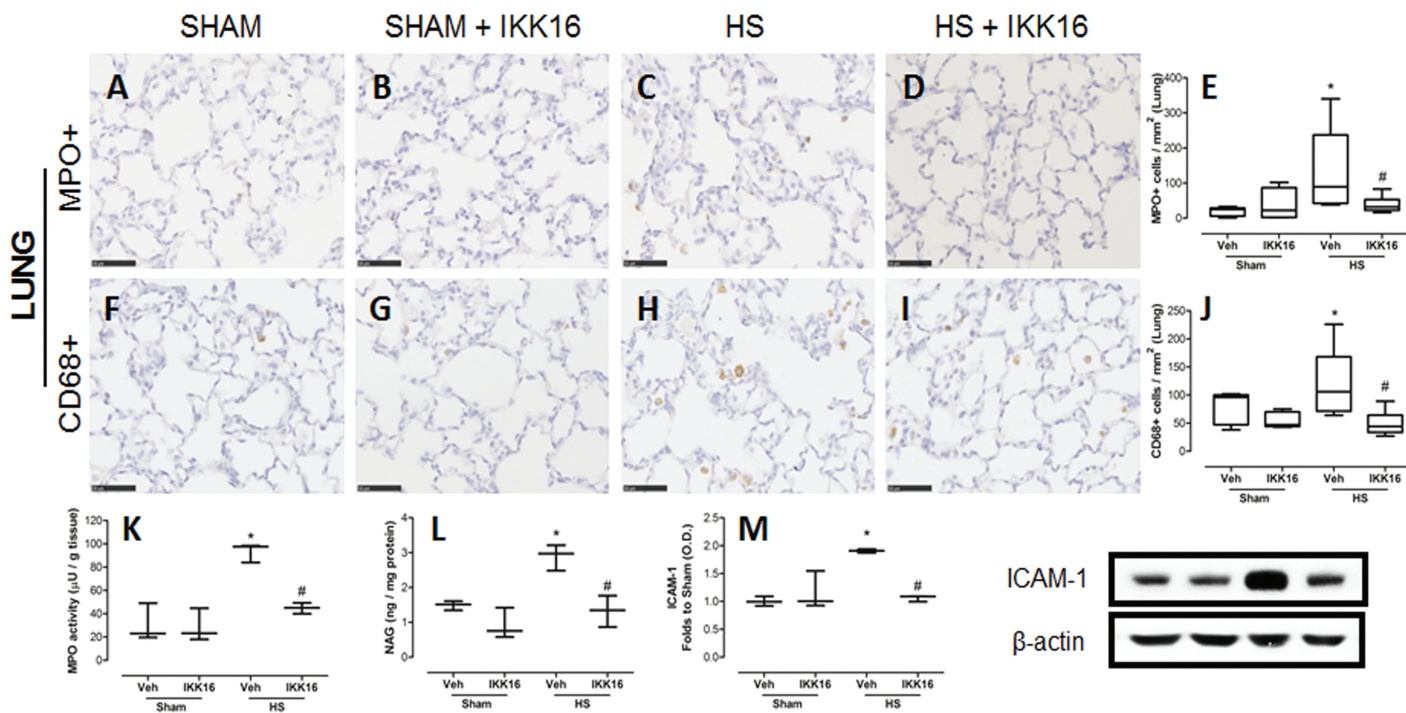 SHAM
SHAM + IKK16
HS
HS + IKK16
LUNG
MPO+
CD68+
A
B
C
D
E
MPO+ cells / mm² (Lung)
400
300
200
100
0
*
#
Veh
IKK16
Veh
IKK16
Sham
HS
F
G
H
I
J
CD68+ cells / mm² (Lung)
250
200
150
100
50
0
*
#
Veh
IKK16
Veh
IKK16
Sham
HS
K
MPO activity (µU / g tissue)
120
100
80
60
40
20
0
*
#
Veh
IKK16
Veh
IKK16
Sham
HS
L
NAG (ng / mg protein)
4
3
2
1
0
*
#
Veh
IKK16
Veh
IKK16
Sham
HS
M
ICAM-1
Folds to Sham (O.D.)
2.5
2.0
1.5
1.0
0.5
0.0
*
#
Veh
IKK16
Veh
IKK16
Sham
HS
ICAM-1
β-actin